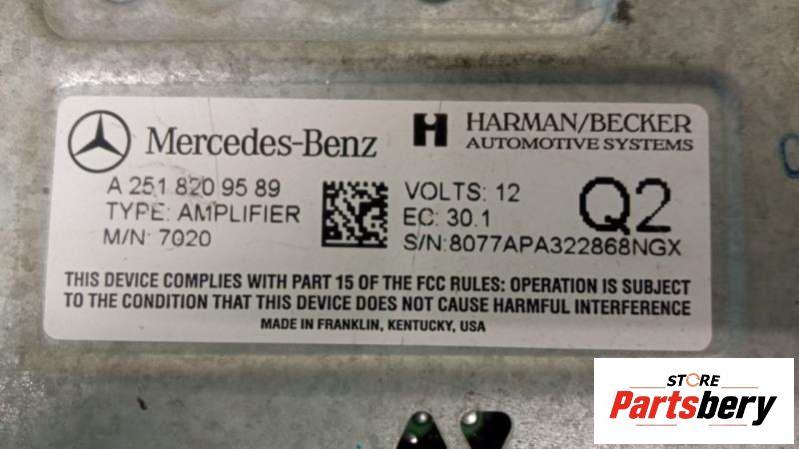 Mercedes-Benz
HARMAN/BECKER
AUTOMOTIVE SYSTEMS
A 251 820 95 89
TYPE: AMPLIFIER
M/N: 7020
VOLTS: 12
EC: 30.1
S/N:8077APA322868NGX
Q2
THIS DEVICE COMPLIES WITH PART 15 OF THE FCC RULES: OPERATION IS SUBJECT
TO THE CONDITION THAT THIS DEVICE DOES NOT CAUSE HARMFUL INTERFERENCE
MADE IN FRANKLIN, KENTUCKY, USA
STORE
Partsbery